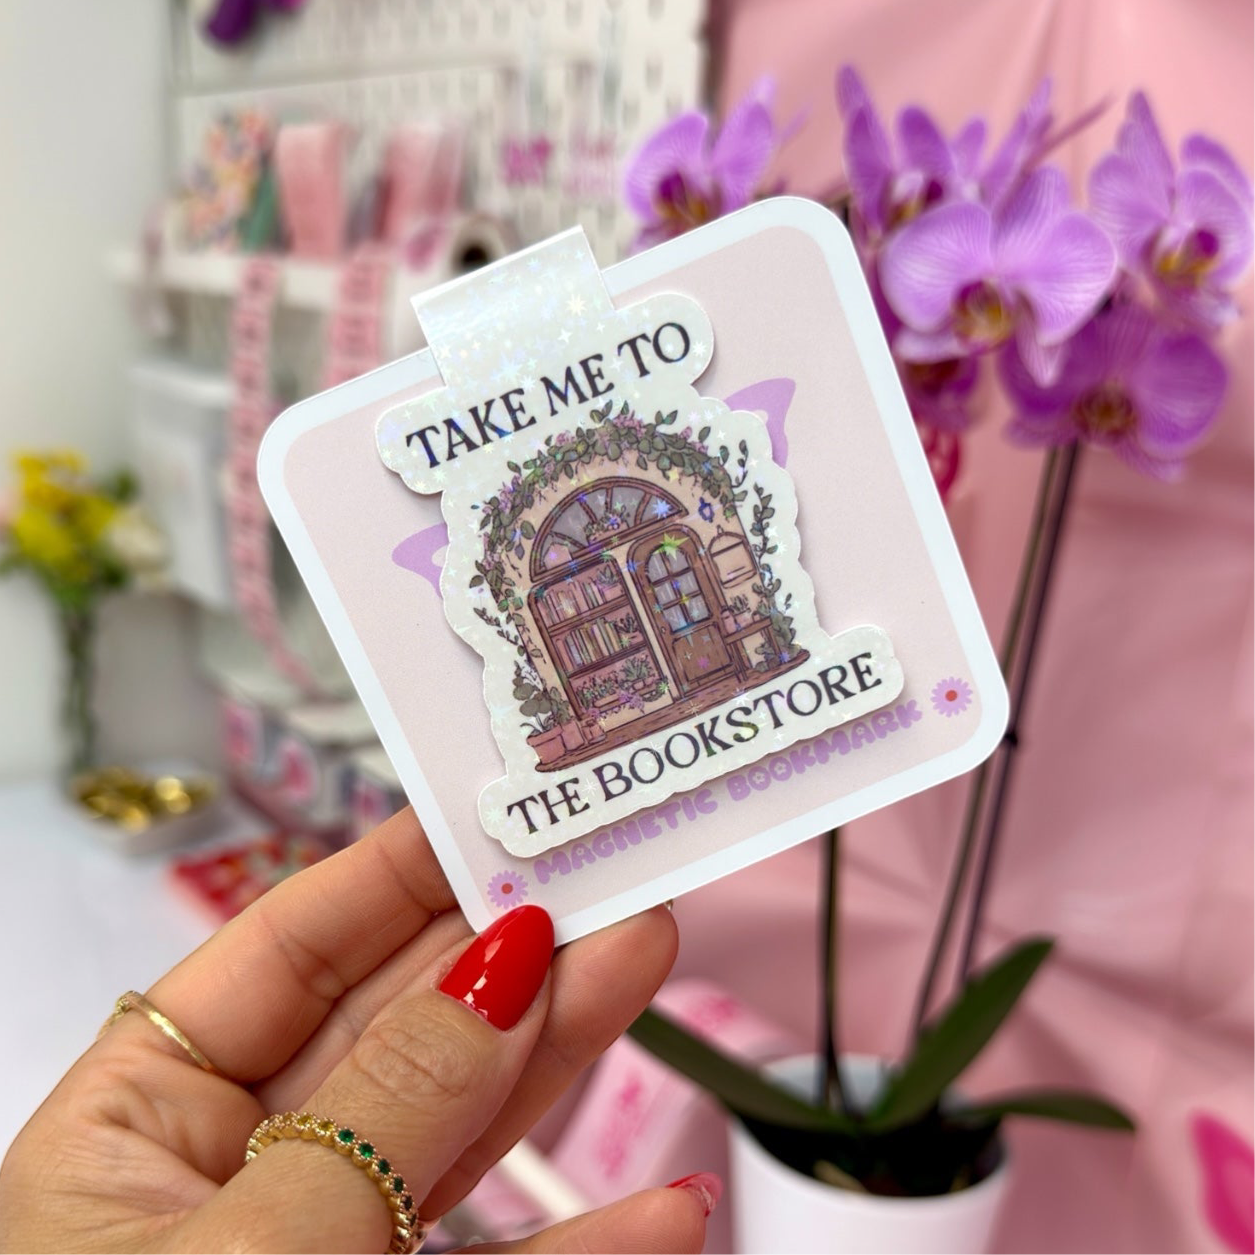 TAKE ME TO
THE BOOKSTORE
MAGNETIC BOOKMARK